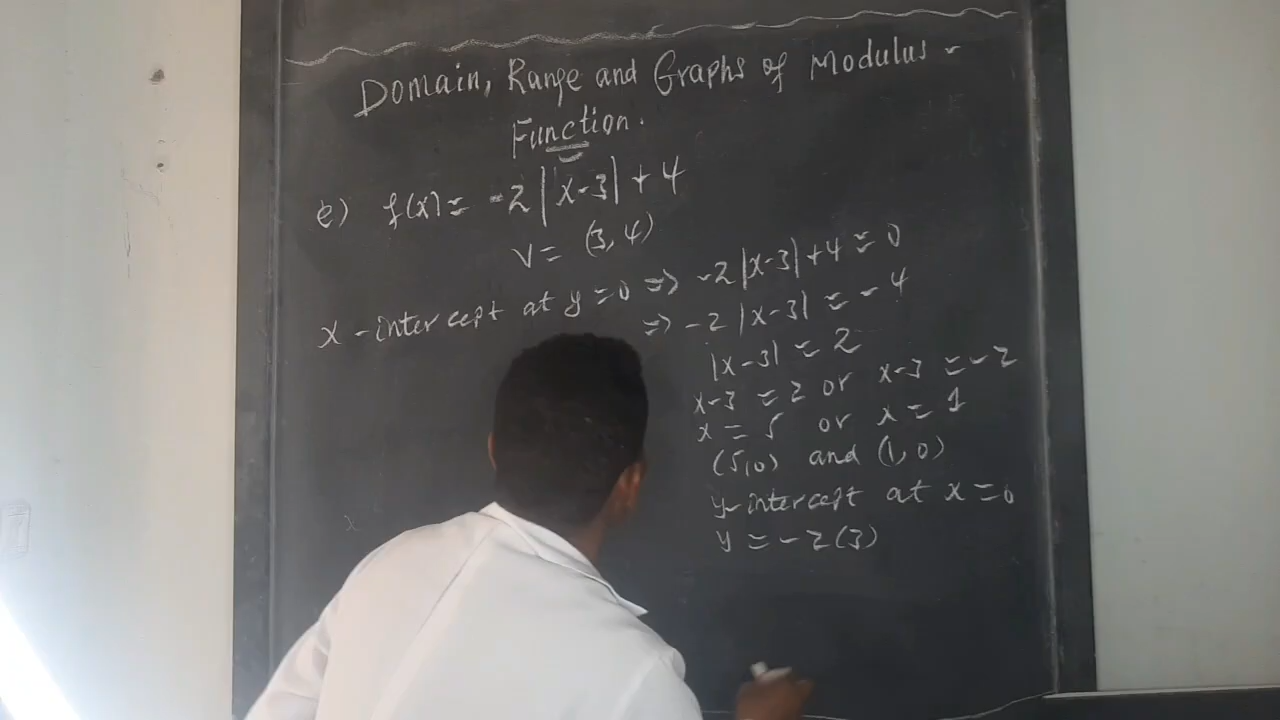 Domain, Range and Graphs of Modulus -
Function.
e) f(x) = -2|x-3| + 4
V = (3, 4)
x-intercept at y = 0 => -2|x-3| + 4 = 0
=> -2|x-3| = -4
|x-3| = 2
x-3 = 2 or x-3 = -2
x = 5 or x = 1
(5,0) and (1,0)
y-intercept at x = 0
y = -2(3)